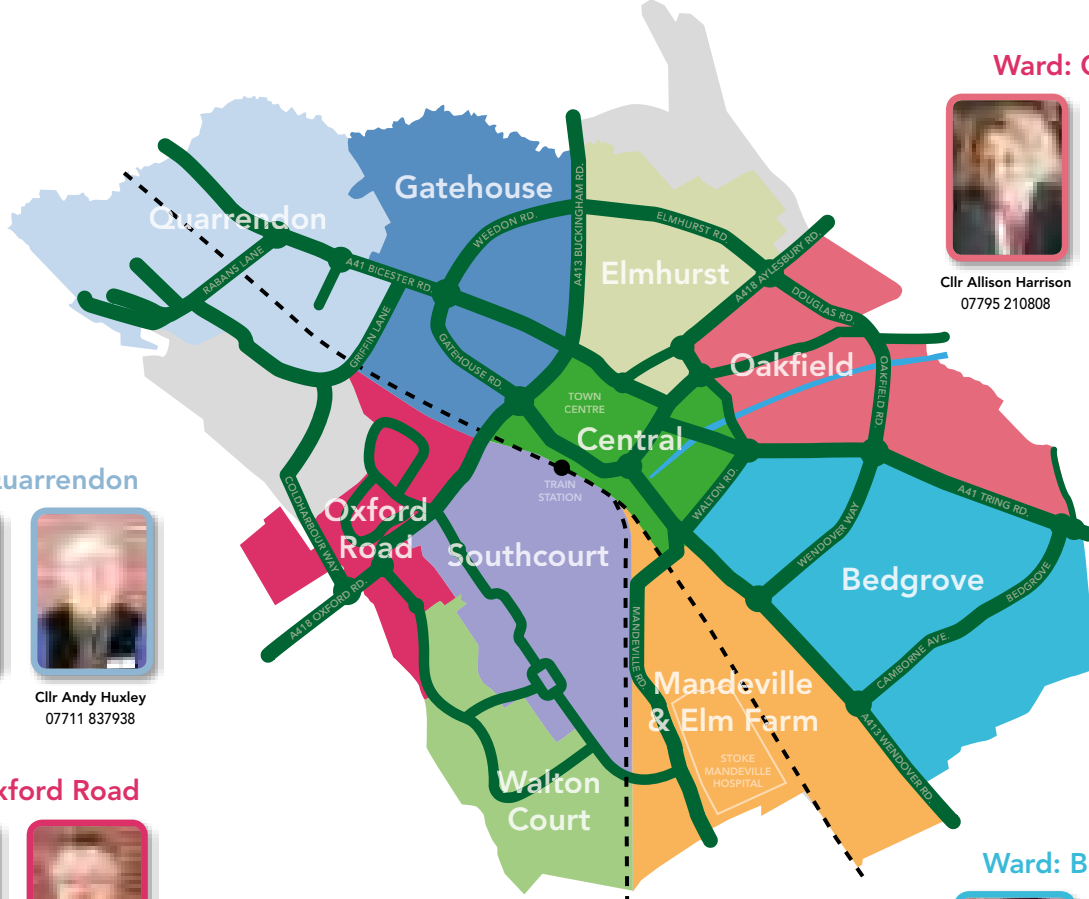 Ward: 
Cllr Allison Harrison
07795 210808
Gatehouse
Quarrendon
Elmhurst
Oakfield
Central
TOWN
CENTRE
TRAIN
STATION
Oxford
Road
Southcourt
Bedgrove
Mandeville
& Elm Farm
STOKE
MANDEVILLE
HOSPITAL
Walton
Court
WEEDON RD.
A413 BUCKINGHAM RD.
ELMHURST RD.
A418 AYLESBURY RD.
DOUGLAS RD
RABANS LANE
A41 BICESTER RD.
GRIFFIN LANE
GATEHOUSE RD.
OAKFIELD RD.
COLDHARBOUR WAY
A418 OXFORD RD.
WALTON RD.
A41 TRING RD.
WENDOVER WAY
BEDGROVE
CAMBORNE AVE.
MANDEVILLE RD.
A413 WENDOVER RD.
uarrendon
Cllr Andy Huxley
07711 837938
xford Road
Ward: B